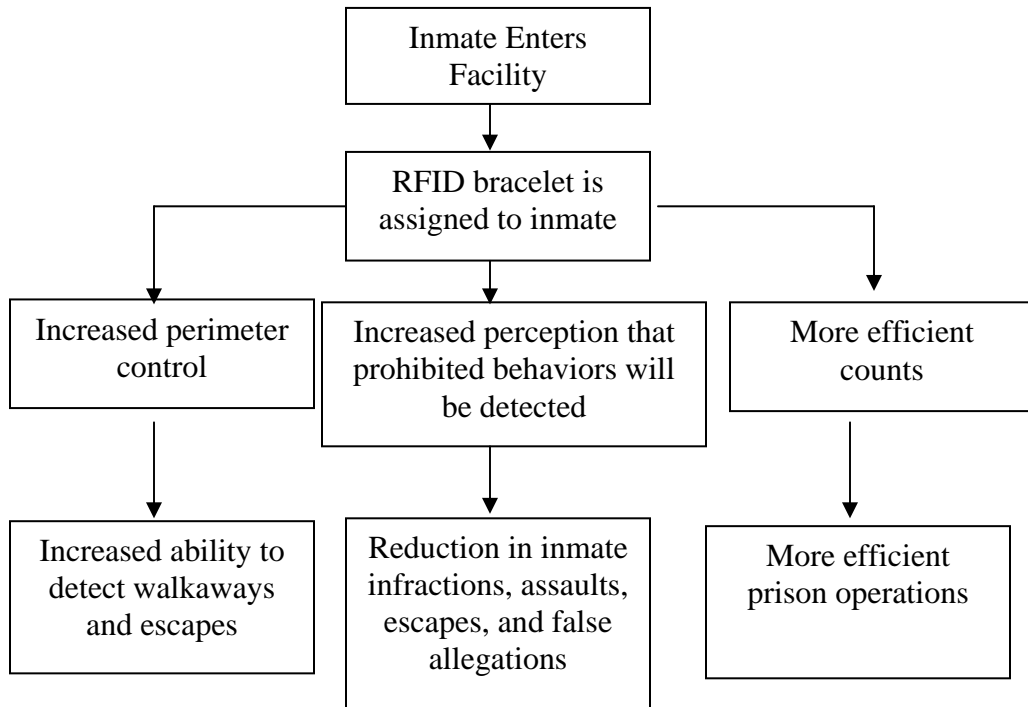 Inmate Enters
Facility
RFID bracelet is
assigned to inmate
Increased perimeter
control
Increased perception that
prohibited behaviors will
be detected
More efficient
counts
Increased ability to
detect walkaways
and escapes
Reduction in inmate
infractions, assaults,
escapes, and false
allegations
More efficient
prison operations